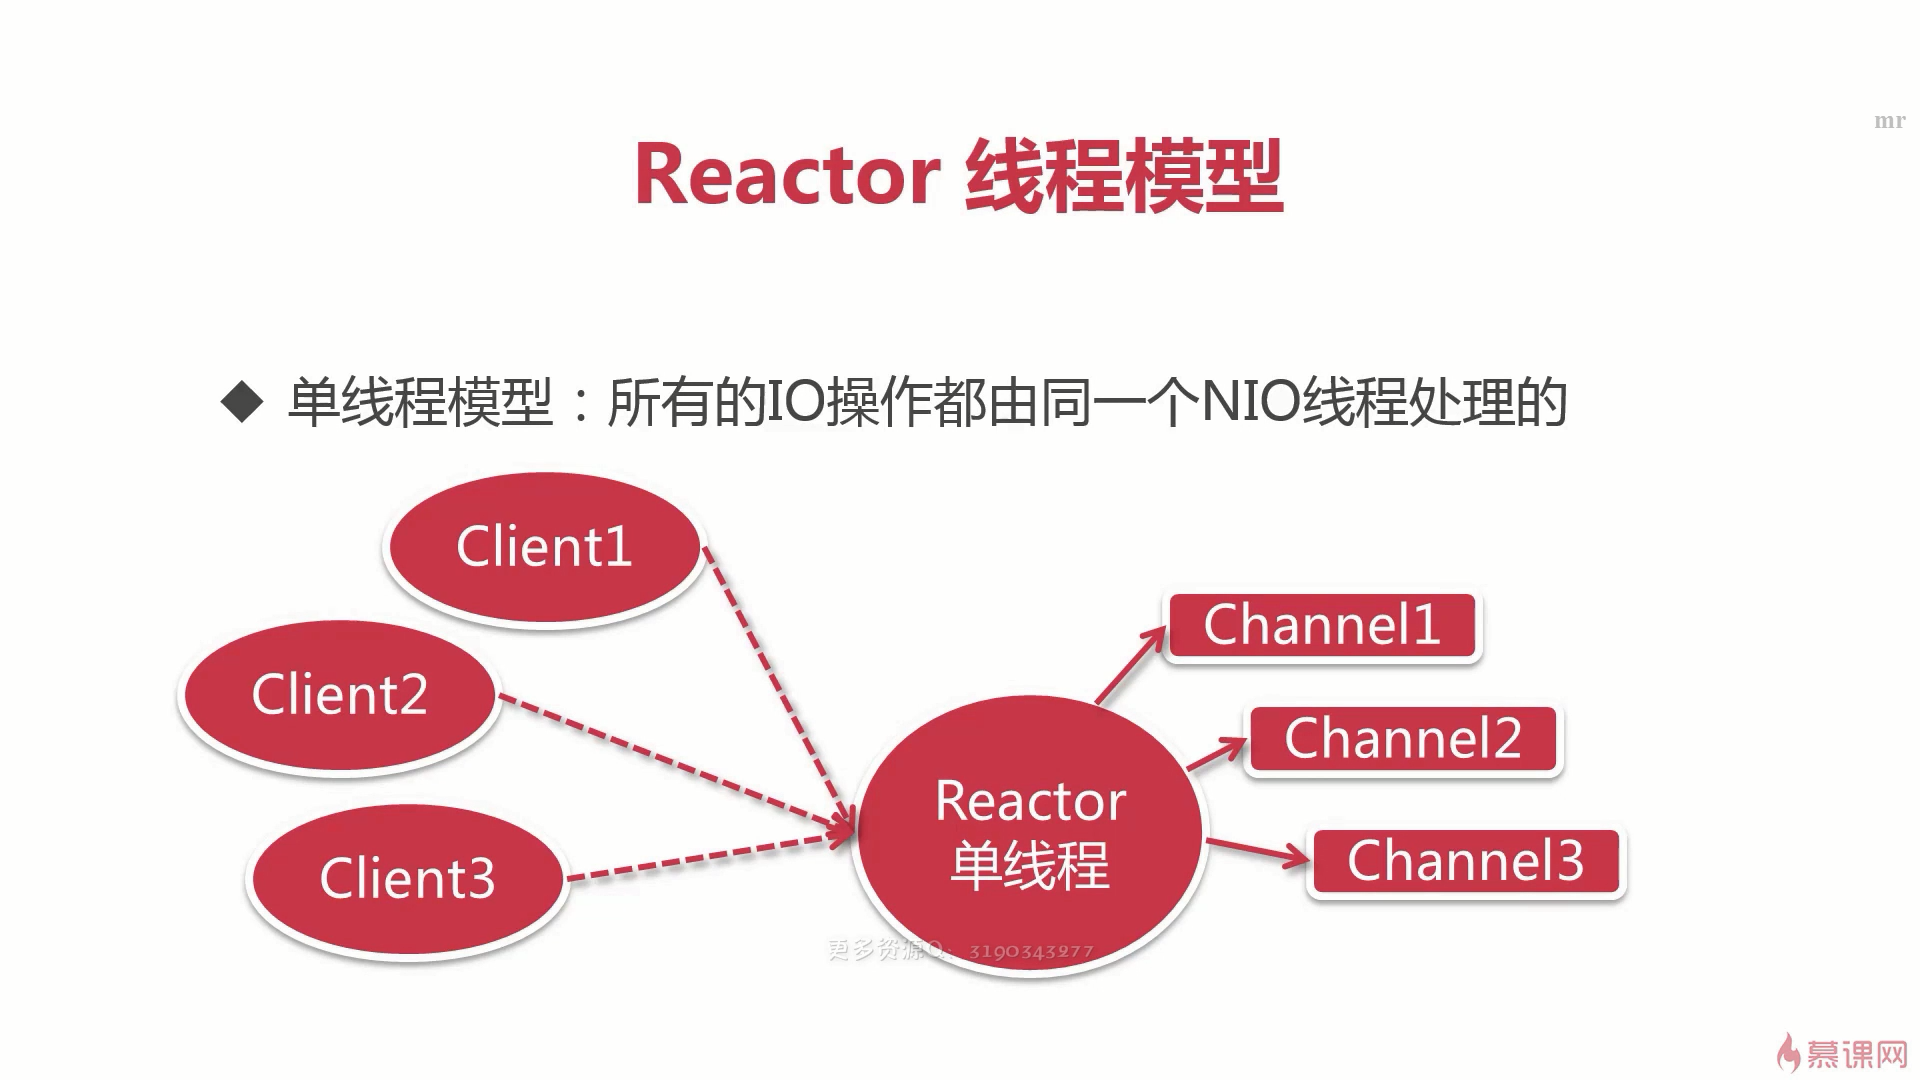 mr
Reactor 线程模型
◆ 单线程模型：所有的IO操作都由同一个NIO线程处理的
Client1
Client2
Client3
Reactor
单线程
Channel1
Channel2
Channel3
更多资源Q：3190343277
慕课网